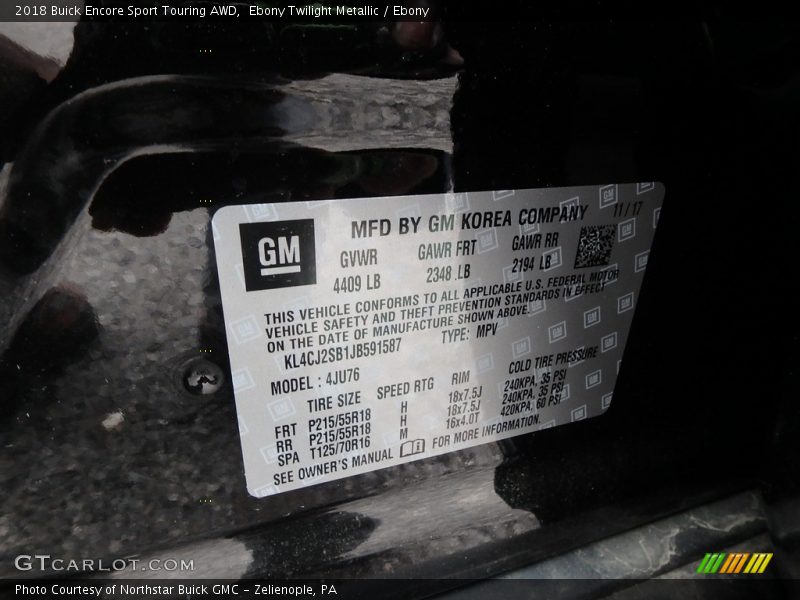 2018 Buick Encore Sport Touring AWD, Ebony Twilight Metallic / Ebony
GM
MFD BY GM KOREA COMPANY 11/17
GVWR GAWR FRT GAWR RR
4409 LB 2348 LB 2194 LB
THIS VEHICLE CONFORMS TO ALL APPLICABLE U.S. FEDERAL MOTOR
VEHICLE SAFETY AND THEFT PREVENTION STANDARDS IN EFFECT
ON THE DATE OF MANUFACTURE SHOWN ABOVE.
KL4CJ2SB1JB591587 TYPE: MPV
MODEL : 4JU76
TIRE SIZE SPEED RTG RIM COLD TIRE PRESSURE
FRT P215/55R18 H 18x7.5J 240KPA, 35 PSI
RR P215/55R18 H 18x7.5J 240KPA, 35 PSI
SPA T125/70R16 M 16x4.0T 420KPA, 60 PSI
SEE OWNER'S MANUAL FOR MORE INFORMATION.
GTCARLOT.COM
Photo Courtesy of Northstar Buick GMC - Zelienople, PA